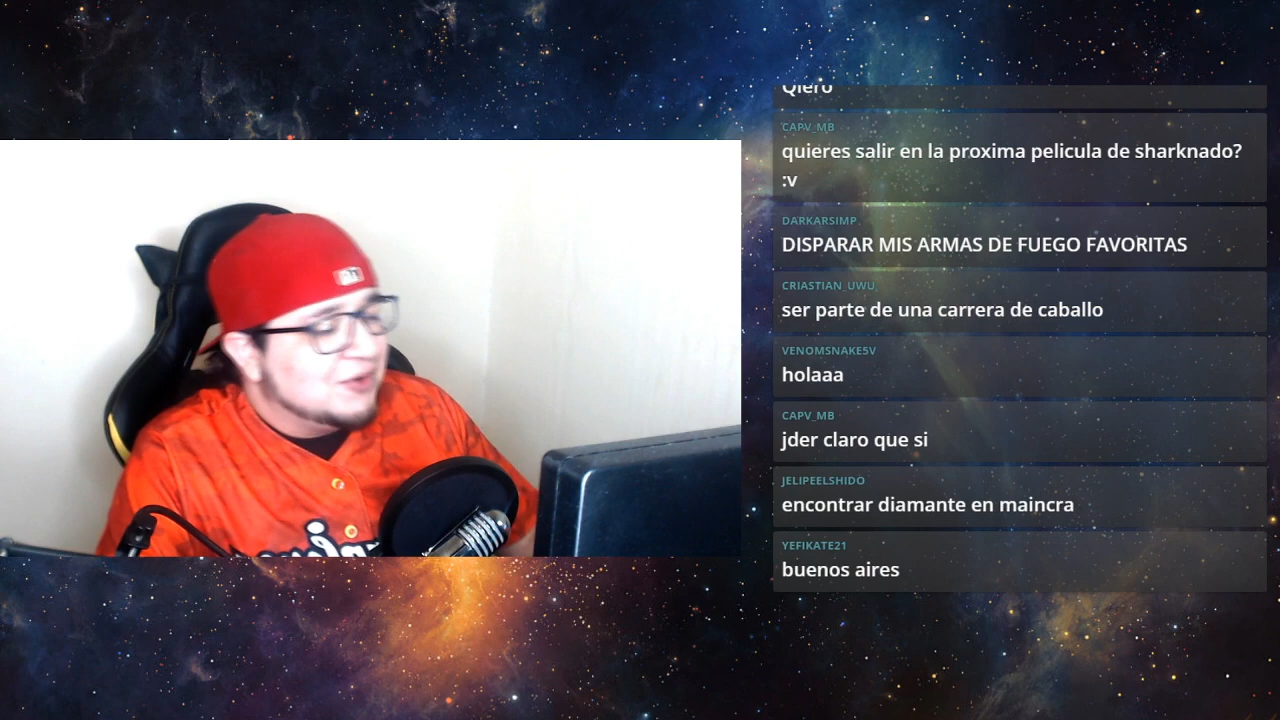 Qiero
CAPV_MB
quieres salir en la proxima pelicula de sharknado?
:v
DARKARSIMP
DISPARAR MIS ARMAS DE FUEGO FAVORITAS
CRIASTIAN_UWU_
ser parte de una carrera de caballo
VENOMSNAKE5V
holaaa
CAPV_MB
jder claro que si
JELIPEELSHIDO
encontrar diamante en maincra
YEFIKATE21
buenos aires